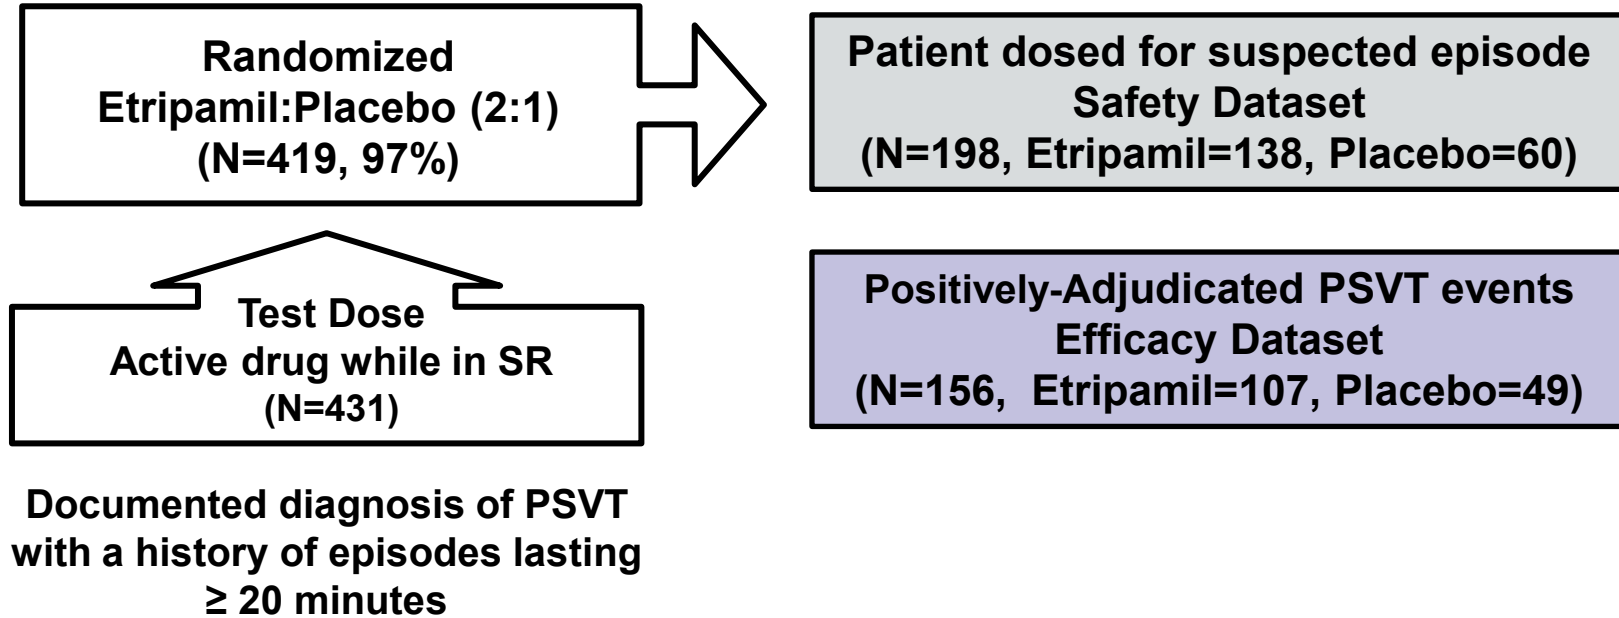 Randomized
Etripamil:Placebo (2:1)
(N=419, 97%)
Patient dosed for suspected episode
Safety Dataset
(N=198, Etripamil=138, Placebo=60)
Test Dose
Active drug while in SR
(N=431)
Positively-Adjudicated PSVT events
Efficacy Dataset
(N=156, Etripamil=107, Placebo=49)
Documented diagnosis of PSVT
with a history of episodes lasting
≥ 20 minutes